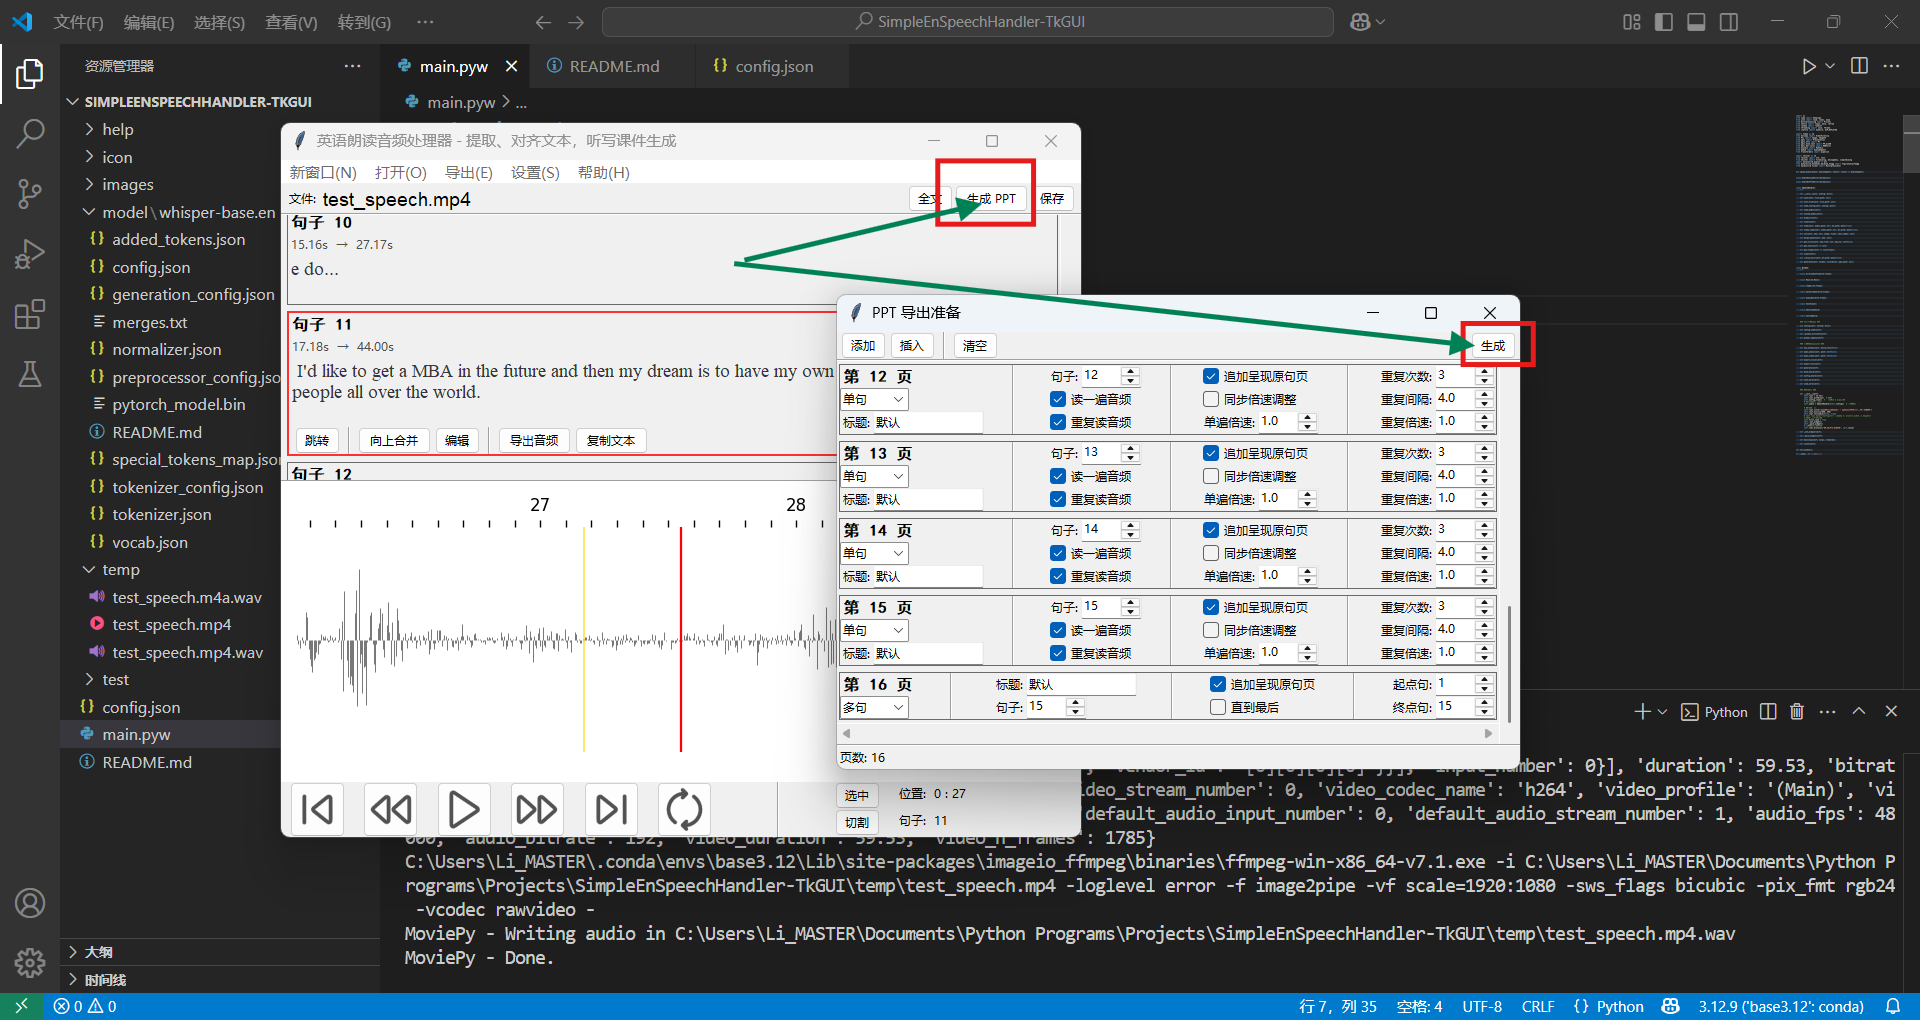 文件(F) 编辑(E) 选择(S) 查看(V) 转到(G) ··· SimpleEnSpeechHandler-TkGUI
资源管理器
SIMPLEENSPEECHHANDLER-TKGUI
help
icon
images
model\whisper-base.en
added_tokens.json
config.json
generation_config.json
merges.txt
normalizer.json
preprocessor_config.jso
pytorch_model.bin
README.md
special_tokens_map.json
tokenizer_config.json
tokenizer.json
vocab.json
temp
test_speech.m4a.wav
test_speech.mp4
test_speech.mp4.wav
test
config.json
main.pyw
README.md
大纲
时间线
main.pyw README.md config.json
main.pyw > ...
英语朗读音频处理器 - 提取、对齐文本，听写课件生成
新窗口(N) 打开(O) 导出(E) 设置(S) 帮助(H)
文件: test_speech.mp4 全文 生成 PPT 保存
句子 10
15.16s → 27.17s
e do...
句子 11
17.18s → 44.00s
I'd like to get a MBA in the future and then my dream is to have my own
people all over the world.
跳转 向上合并 编辑 导出音频 复制文本
句子 12
27 28
选中 位置: 0 : 27
切割 句子: 11
PPT 导出准备
添加 插入 清空 生成
第 12 页 句子: 12 追加呈现原句页 重复次数: 3
单句 读一遍音频 同步倍速调整 重复间隔: 4.0
标题: 默认 重复读音频 单遍倍速: 1.0 重复倍速: 1.0
第 13 页 句子: 13 追加呈现原句页 重复次数: 3
单句 读一遍音频 同步倍速调整 重复间隔: 4.0
标题: 默认 重复读音频 单遍倍速: 1.0 重复倍速: 1.0
第 14 页 句子: 14 追加呈现原句页 重复次数: 3
单句 读一遍音频 同步倍速调整 重复间隔: 4.0
标题: 默认 重复读音频 单遍倍速: 1.0 重复倍速: 1.0
第 15 页 句子: 15 追加呈现原句页 重复次数: 3
单句 读一遍音频 同步倍速调整 重复间隔: 4.0
标题: 默认 重复读音频 单遍倍速: 1.0 重复倍速: 1.0
第 16 页 标题: 默认 追加呈现原句页 起点句: 1
多句 句子: 15 直到最后 终点句: 15
页数: 16
Python
'duration': 59.53, 'bitrat
deo_stream_number': 0, 'video_codec_name': 'h264', 'video_profile': '(Main)', 'vi
default_audio_input_number': 0, 'default_audio_stream_number': 1, 'audio_fps': 48
000, 'audio_bitrate': 192, 'video_duration': 59.53, 'video_n_frames': 1785}
C:\Users\Li_MASTER\.conda\envs\base3.12\Lib\site-packages\imageio_ffmpeg\binaries\ffmpeg-win-x86_64-v7.1.exe -i C:\Users\Li_MASTER\Documents\Python P
rograms\Projects\SimpleEnSpeechHandler-TkGUI\temp\test_speech.mp4 -loglevel error -f image2pipe -vf scale=1920:1080 -sws_flags bicubic -pix_fmt rgb24
-vcodec rawvideo -
MoviePy - Writing audio in C:\Users\Li_MASTER\Documents\Python Programs\Projects\SimpleEnSpeechHandler-TkGUI\temp\test_speech.mp4.wav
MoviePy - Done.
0 0 行 7，列 35 空格: 4 UTF-8 CRLF {} Python 3.12.9 ('base3.12': conda)